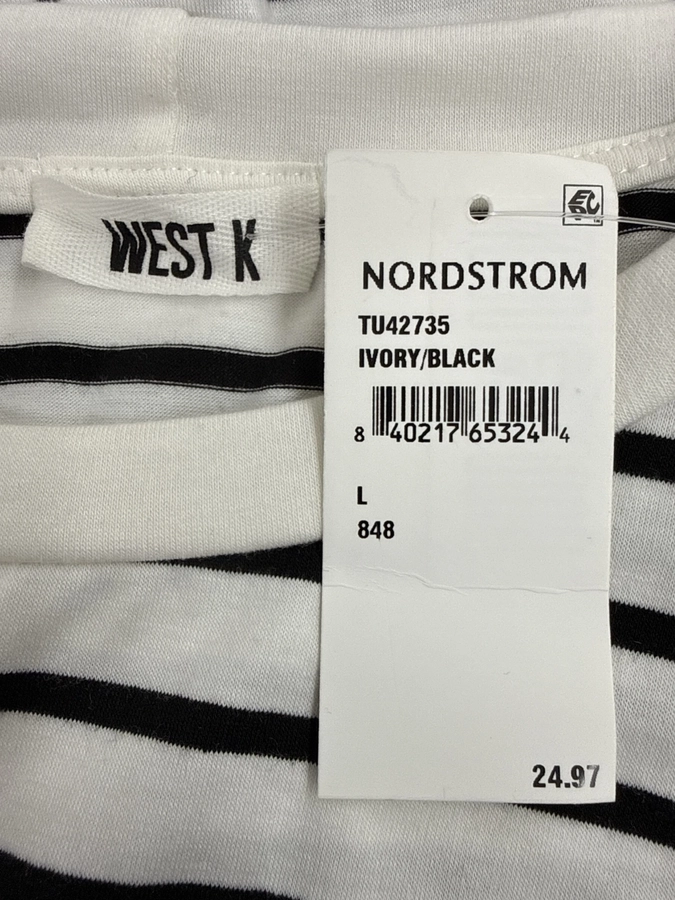 WEST K
NORDSTROM
TU42735
IVORY/BLACK
8 40217 65324 4
L
848
24.97